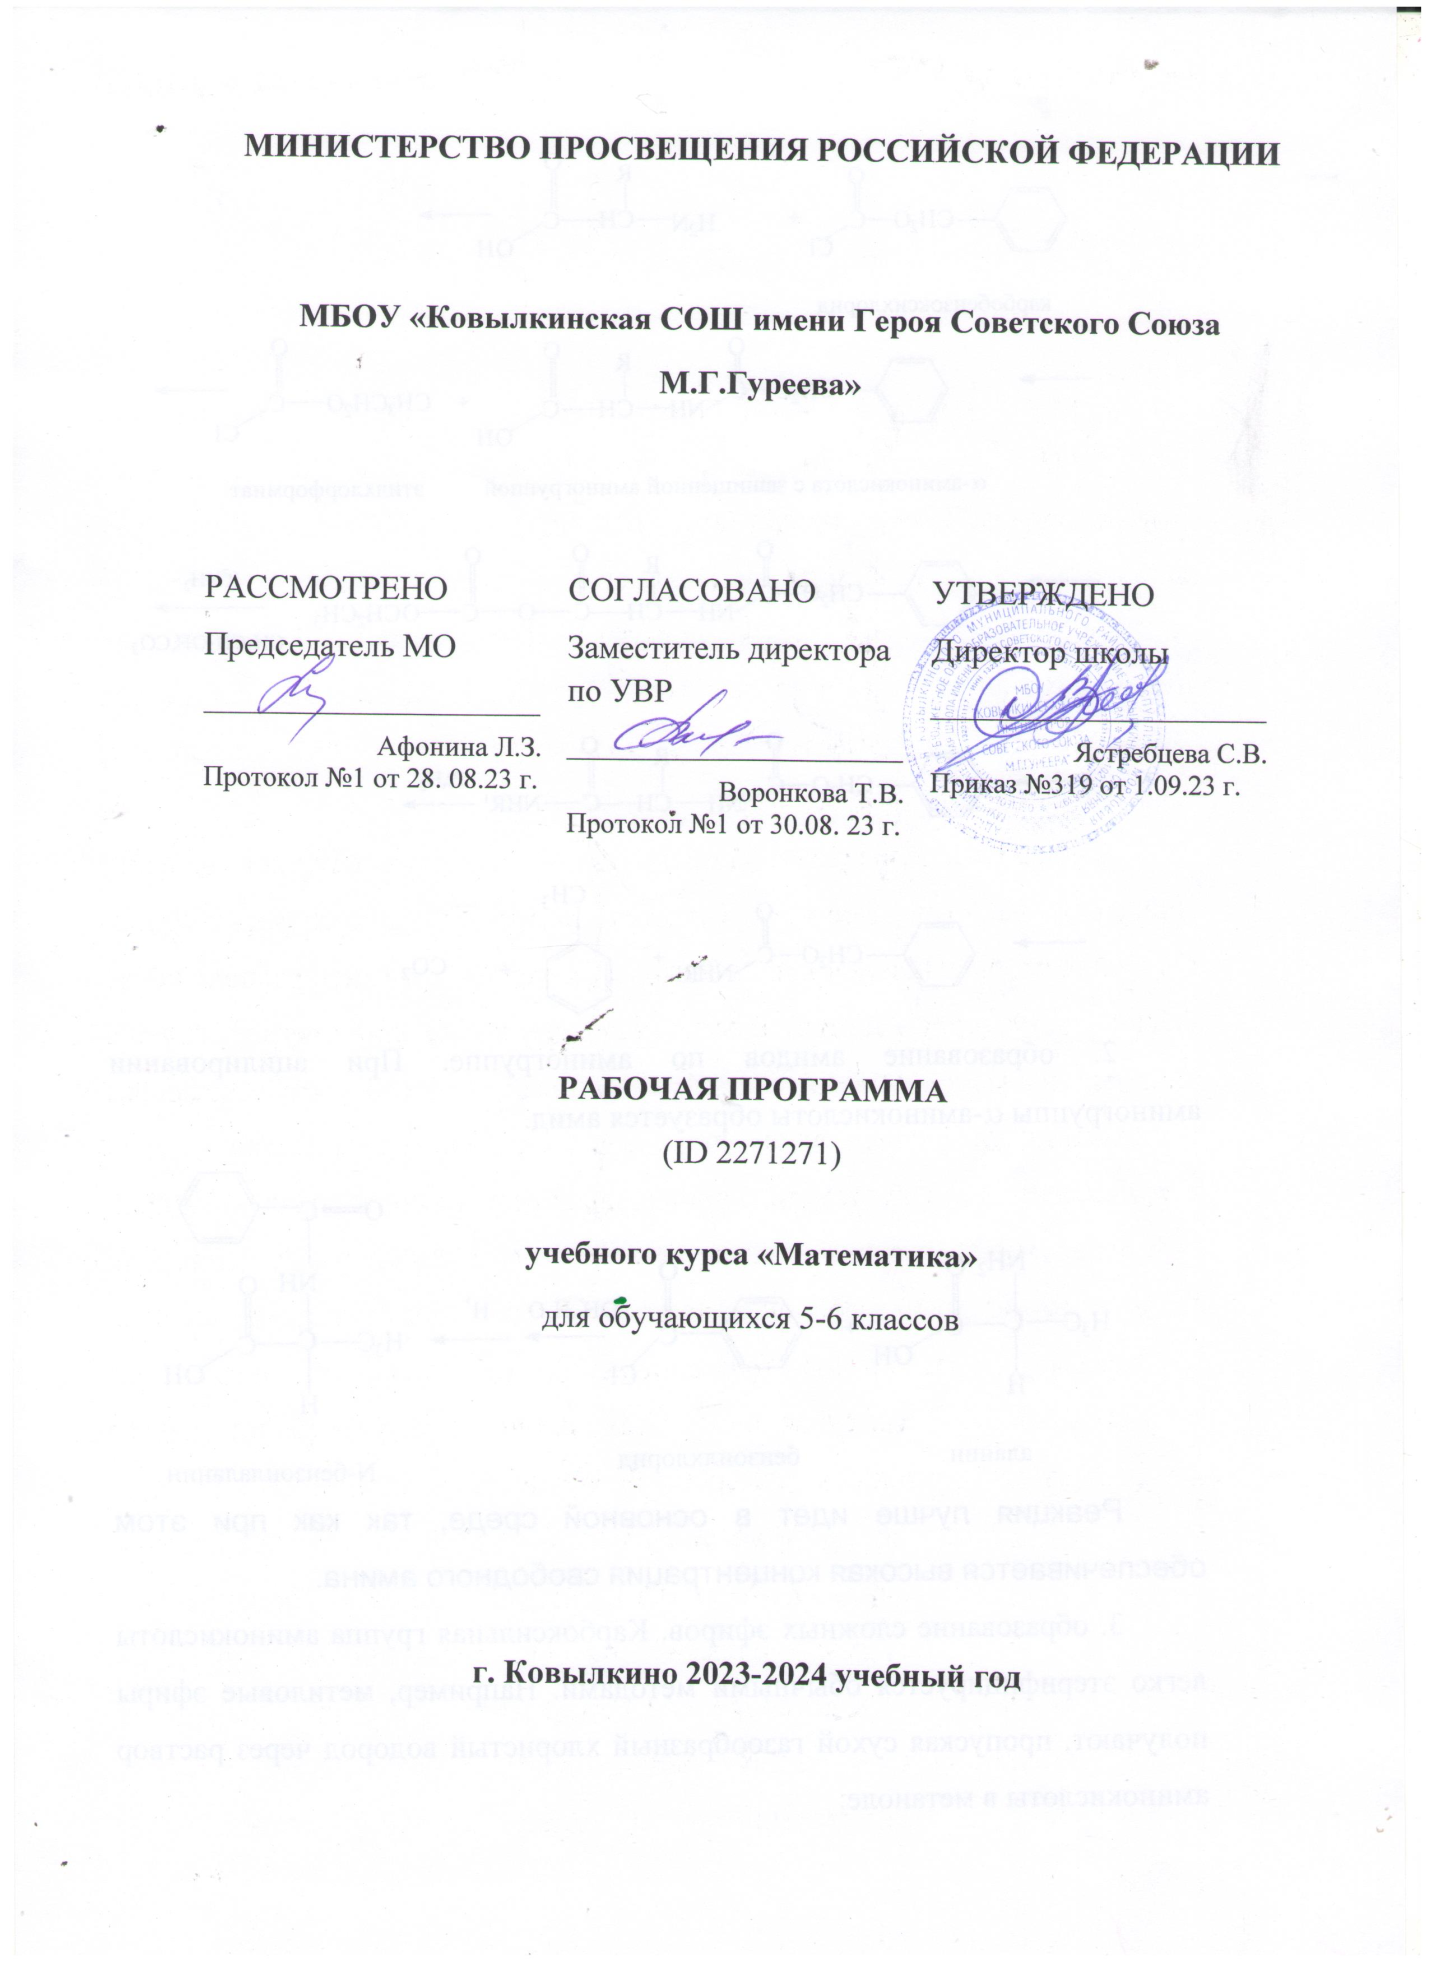 МИНИСТЕРСТВО ПРОСВЕЩЕНИЯ РОССИЙСКОЙ ФЕДЕРАЦИИ
МБОУ «Ковылкинская СОШ имени Героя Советского Союза
М.Г.Гуреева»
РАССМОТРЕНО
Председатель МО
Афонина Л.З.
Протокол №1 от 28. 08.23 г.
СОГЛАСОВАНО
Заместитель директора
по УВР
Воронкова Т.В.
Протокол №1 от 30.08. 23 г.
УТВЕРЖДЕНО
Директор школы
Ястребцева С.В.
Приказ №319 от 1.09.23 г.
РАБОЧАЯ ПРОГРАММА
(ID 2271271)
учебного курса «Математика»
для обучающихся 5-6 классов
г. Ковылкино 2023-2024 учебный год